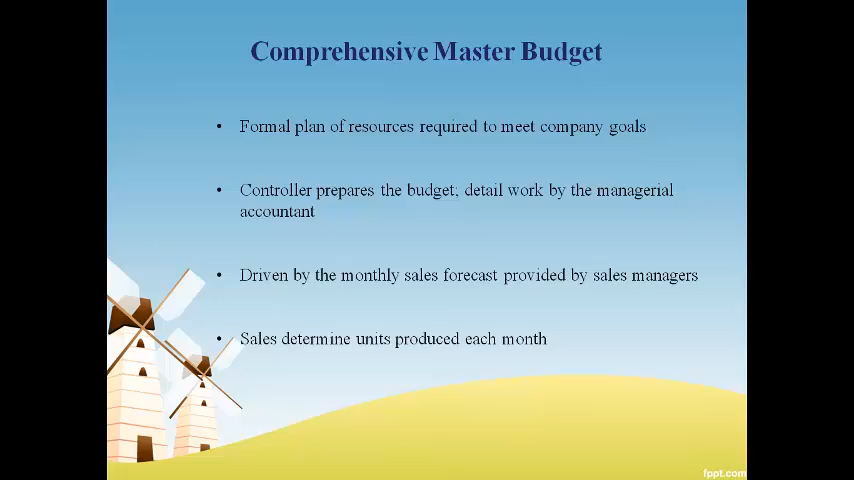 Comprehensive Master Budget
• Formal plan of resources required to meet company goals
• Controller prepares the budget; detail work by the managerial
accountant
• Driven by the monthly sales forecast provided by sales managers
• Sales determine units produced each month
fppt.com